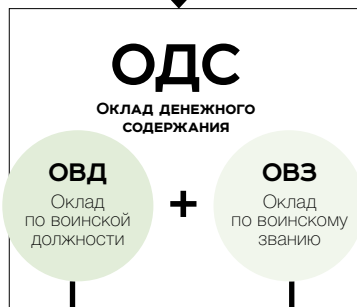 ОДС
ОКЛАД ДЕНЕЖНОГО
СОДЕРЖАНИЯ
ОВД
Оклад
по воинской
должности
+
ОВЗ
Оклад
по воинскому
званию